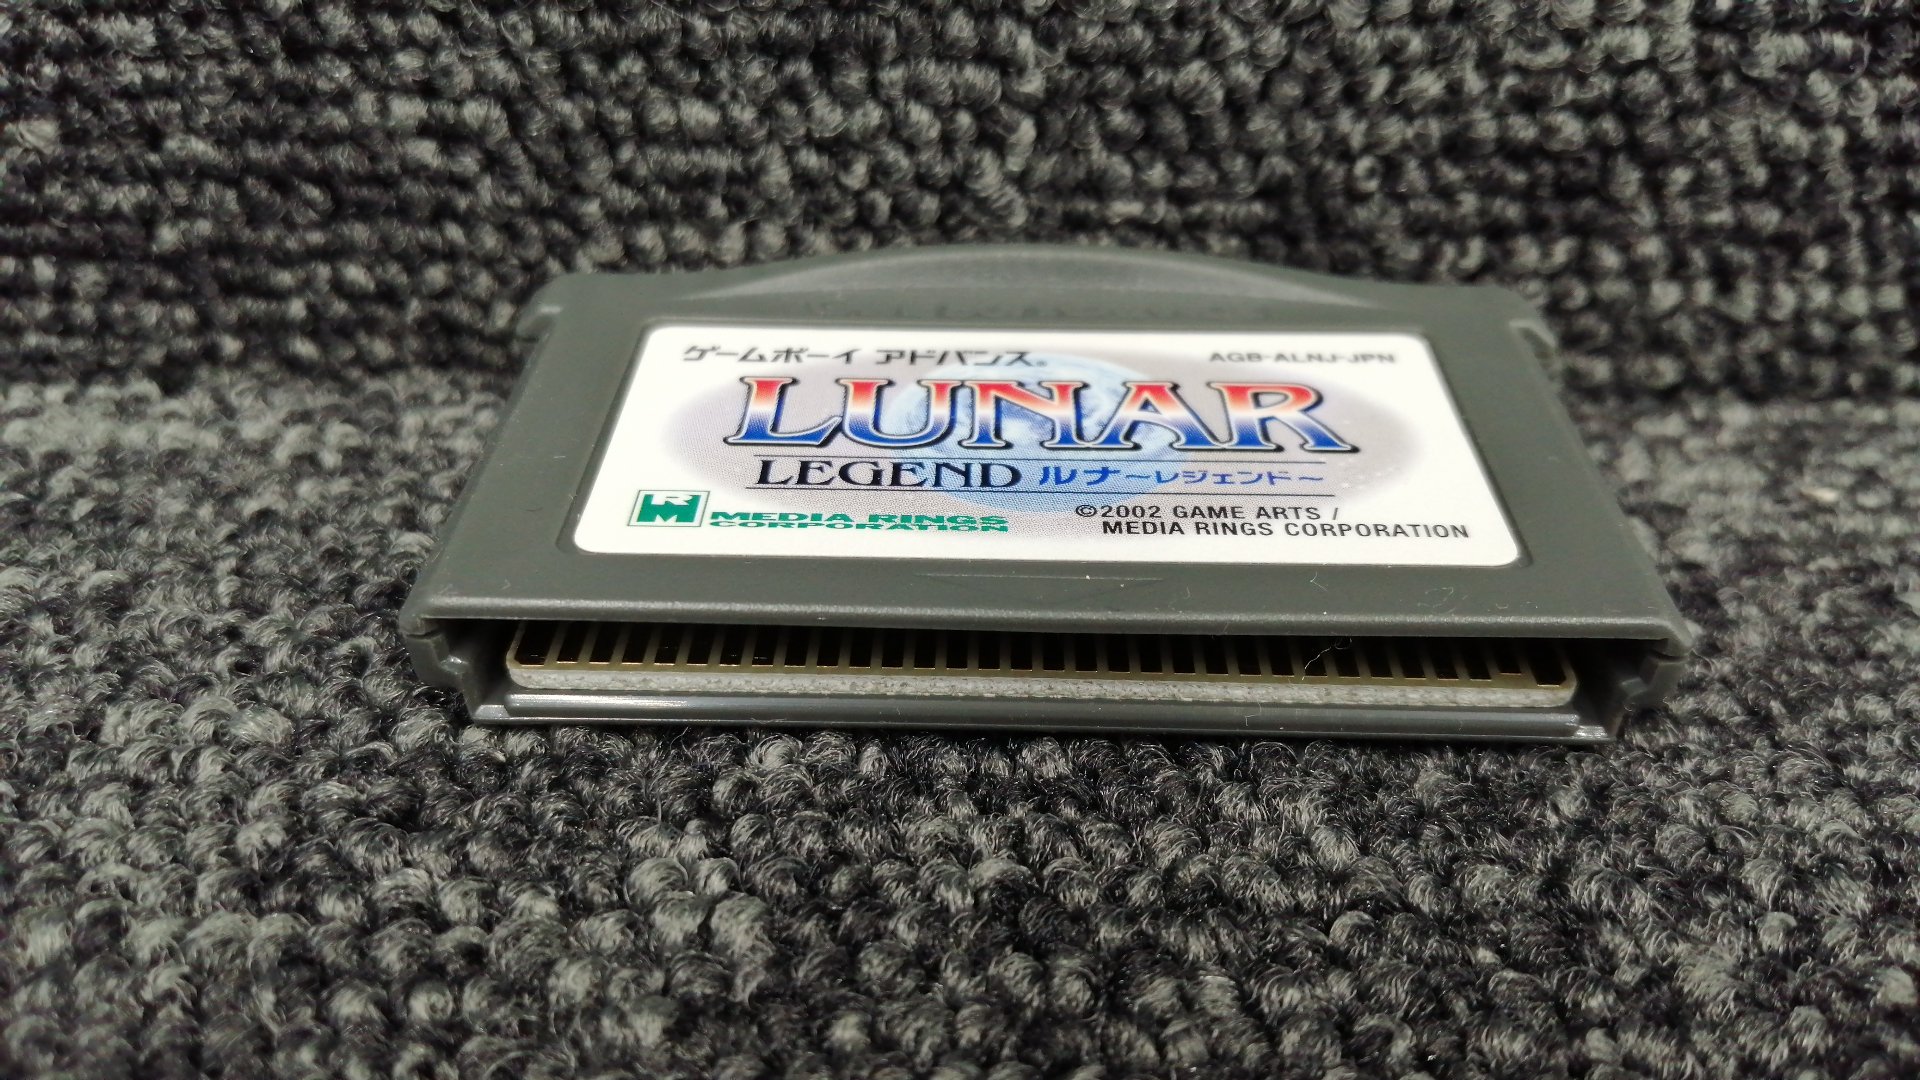 ゲームボーイ アドバンス®
AGB-ALNJ-JPN
LUNAR
LEGEND ルナ～レジェンド～
RM MEDIA RINGS
CORPORATION
©2002 GAME ARTS /
MEDIA RINGS CORPORATION